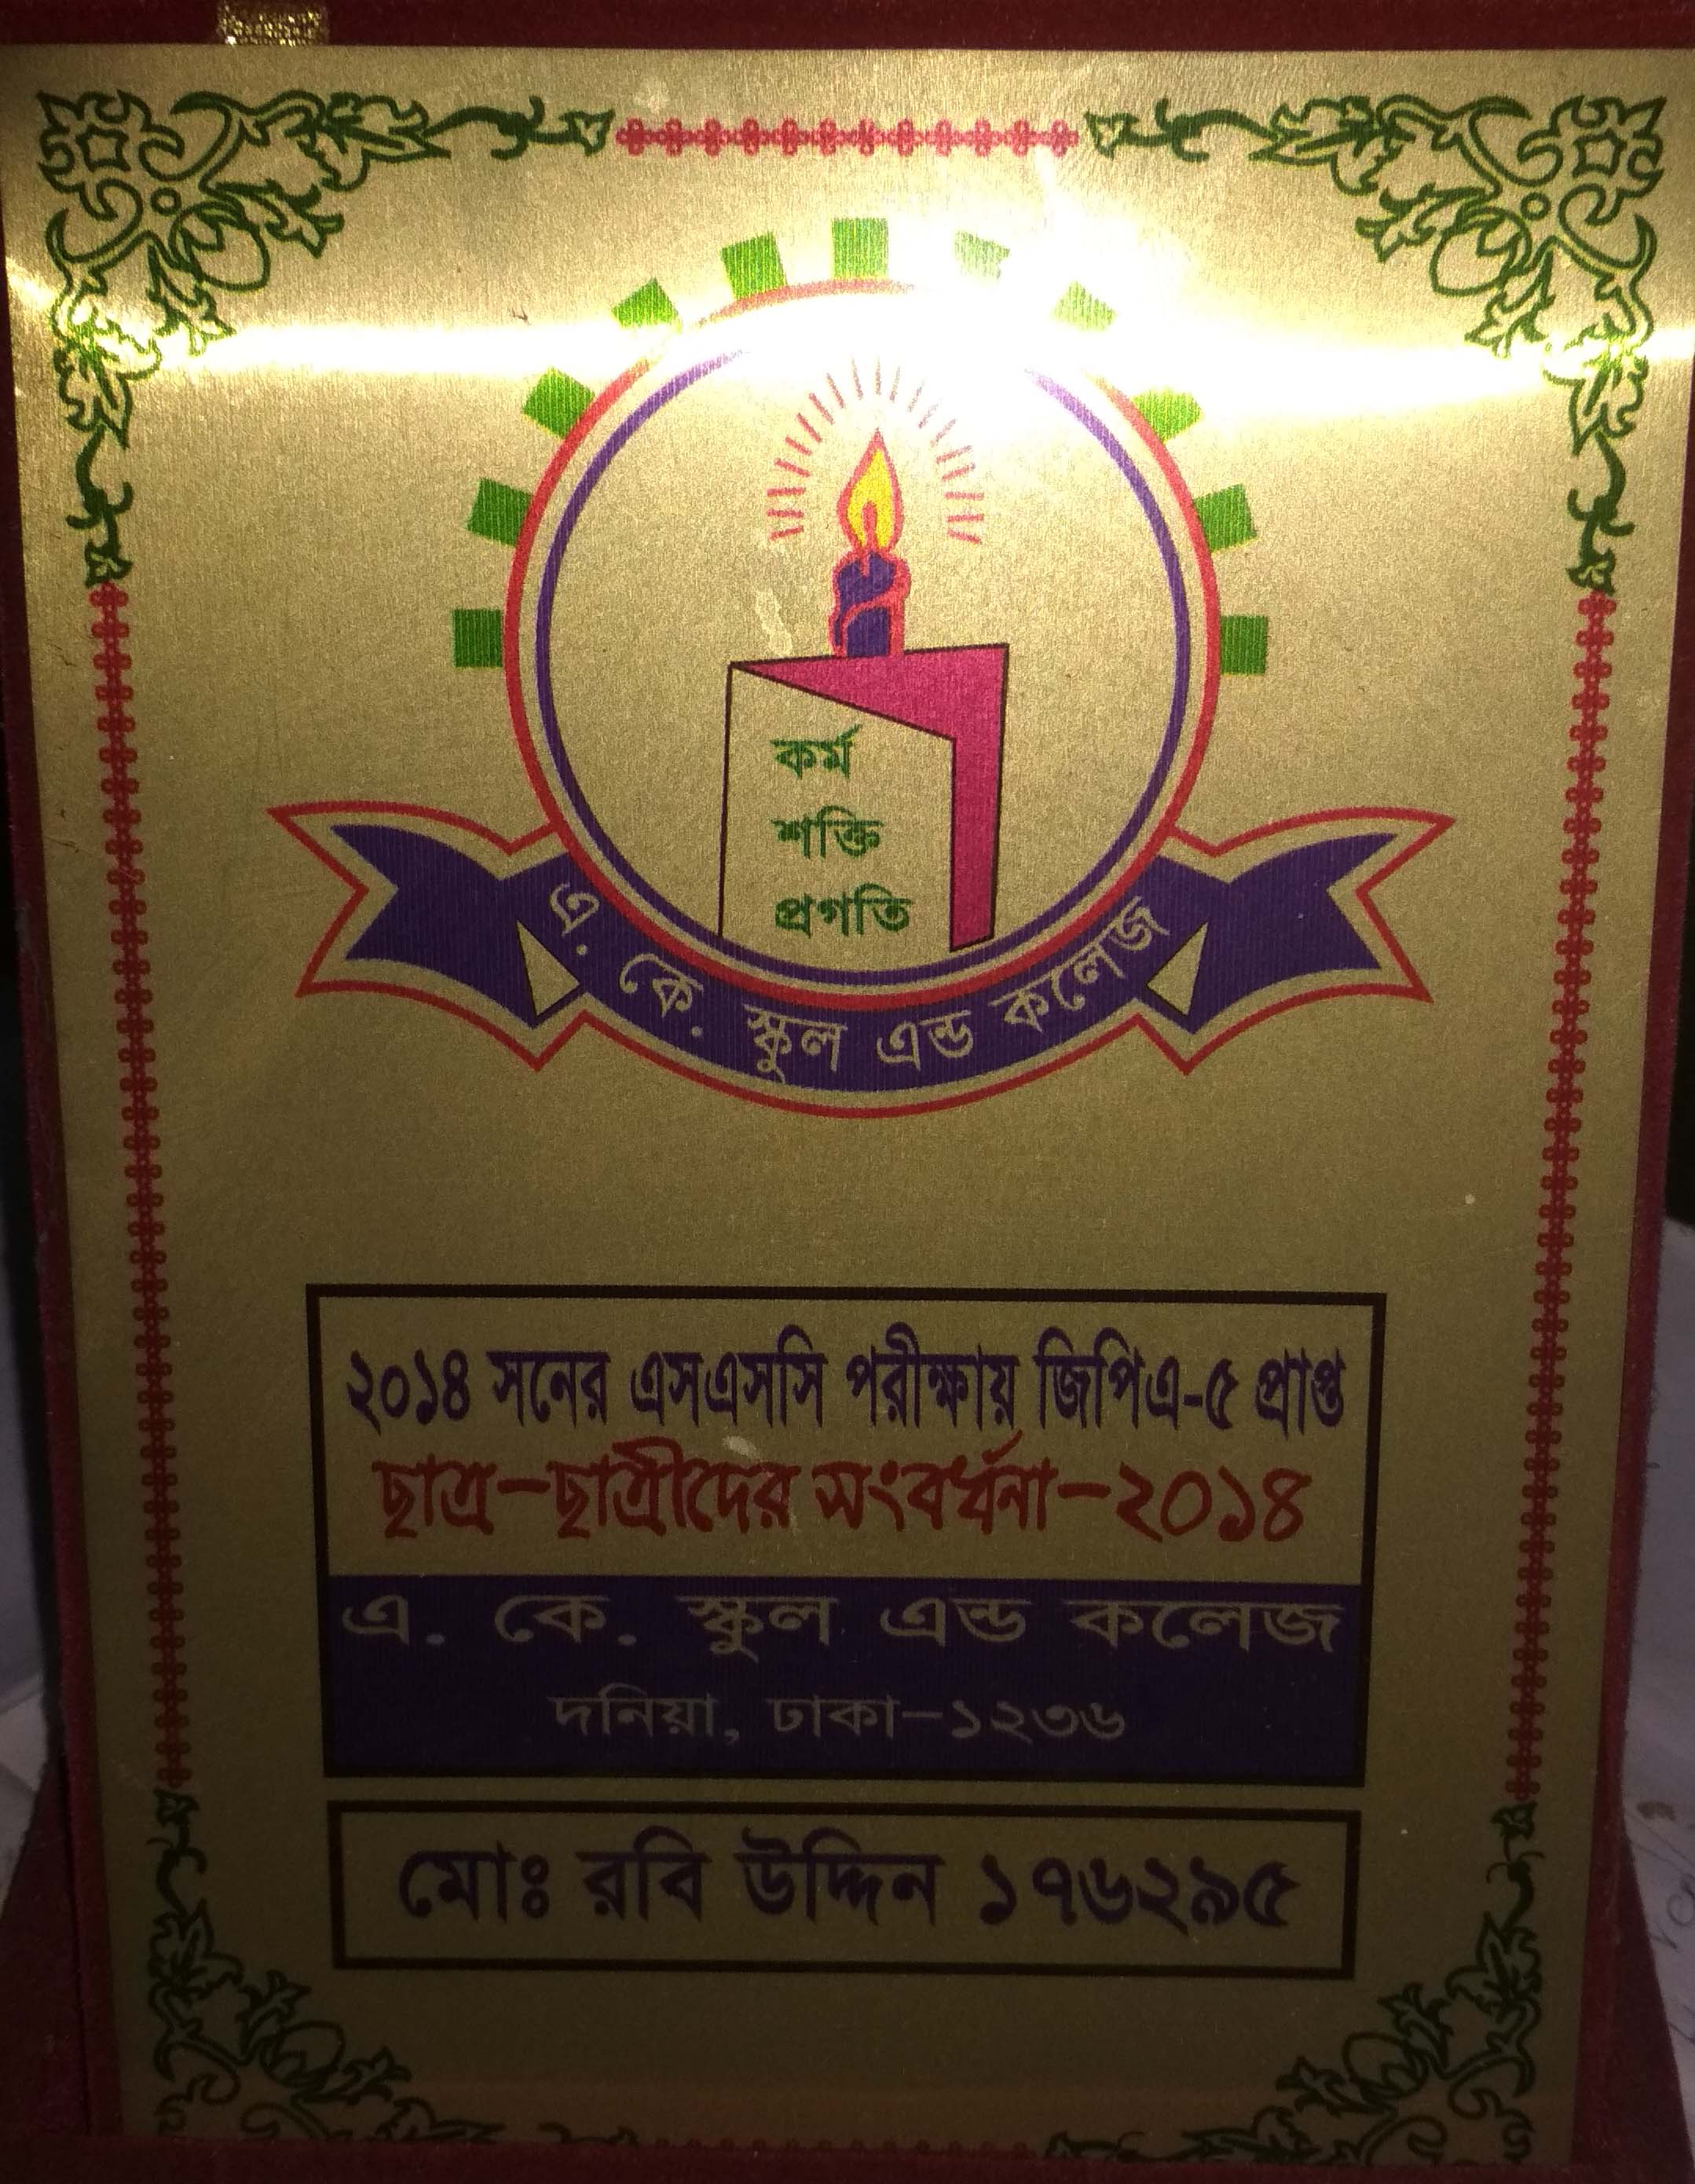 কর্ম
শক্তি
প্রগতি
এ. কে. স্কুল এন্ড কলেজ
২০১৪ সনের এসএসসি পরীক্ষায় জিপিএ-৫ প্রাপ্ত
ছাত্র-ছাত্রীদের সংবর্ধনা-২০১৪
এ. কে. স্কুল এন্ড কলেজ
দনিয়া, ঢাকা-১২৩৬
মোঃ রবি উদ্দিন ১৭৬২৯৫